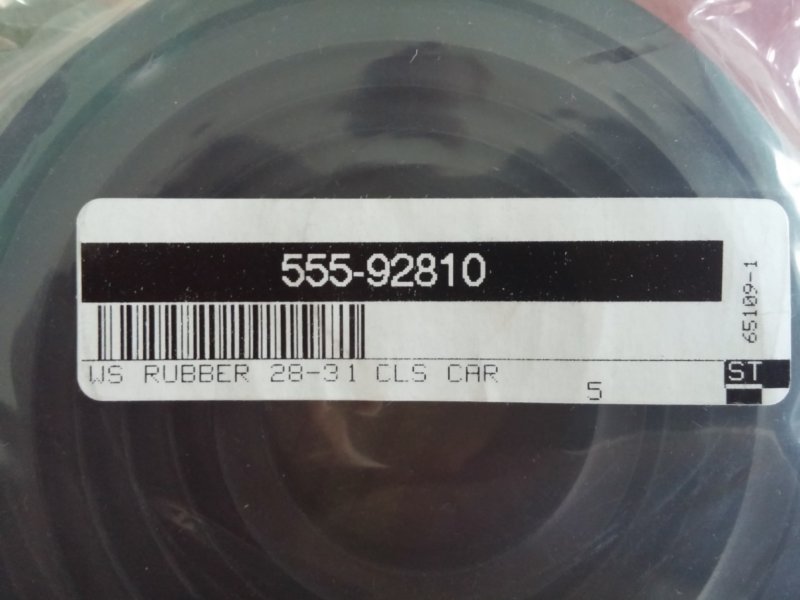 555-92810
65109-1
WS RUBBER 28-31 CLS CAR
ST
5